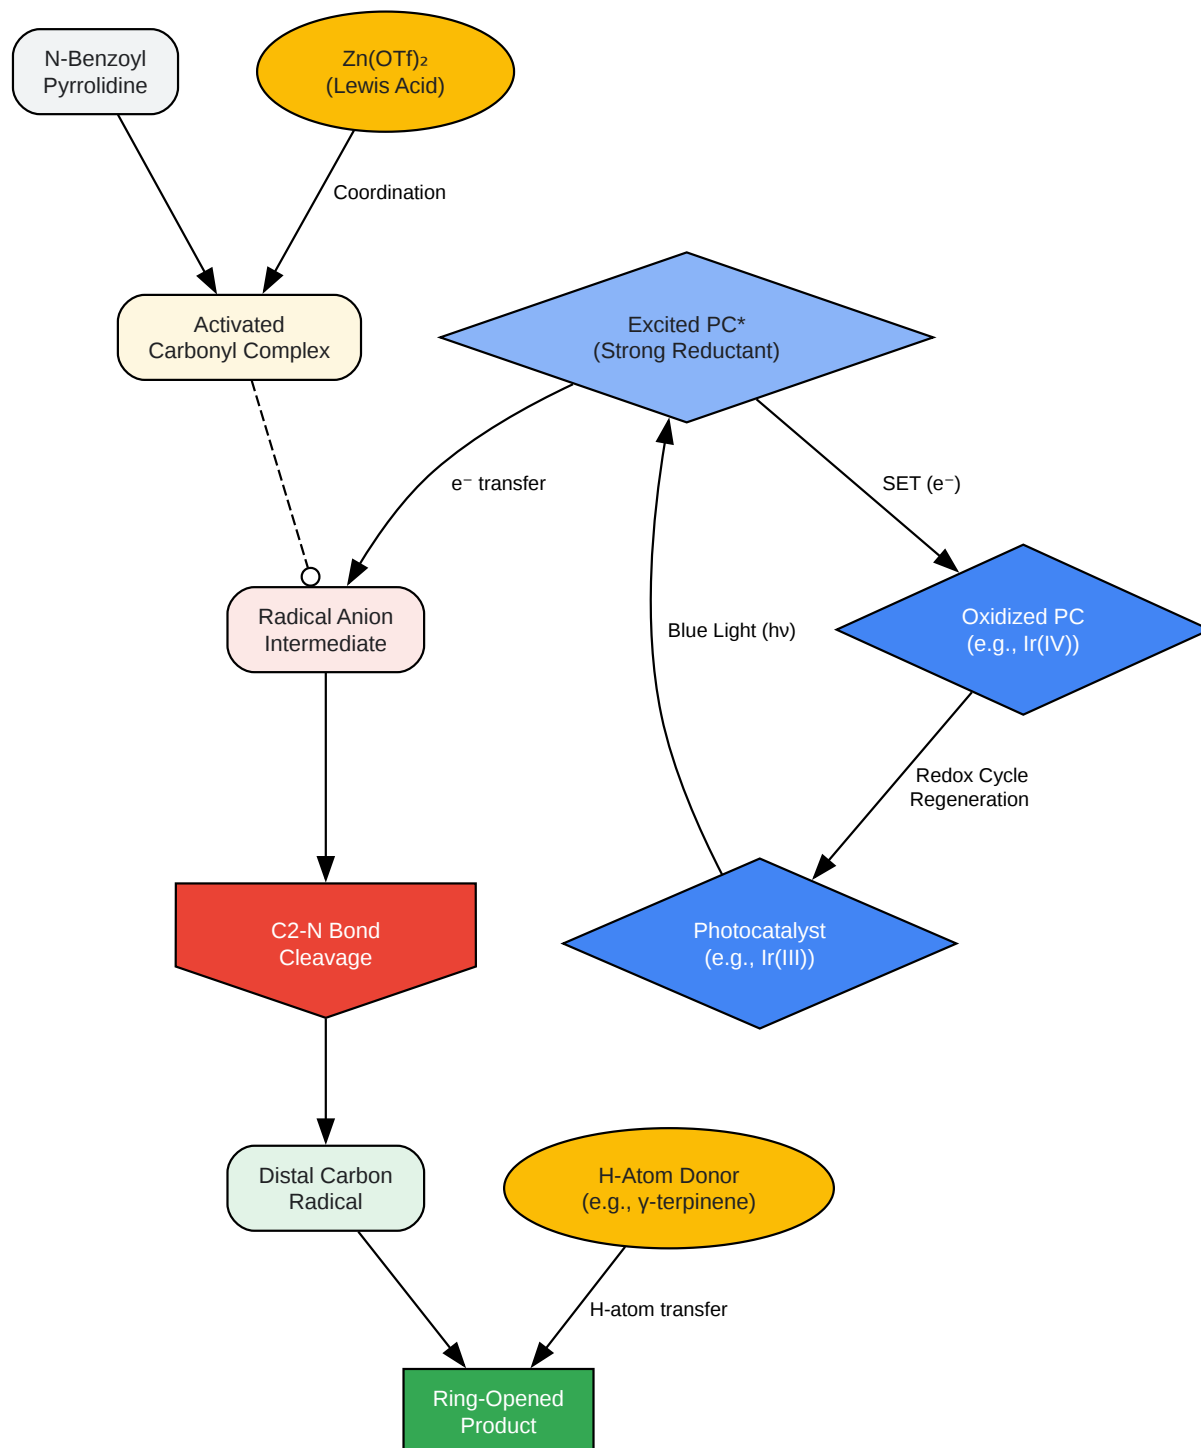 N-Benzoyl
Pyrrolidine
Zn(OTf)₂
(Lewis Acid)
Coordination
Activated
Carbonyl Complex
Excited PC*
(Strong Reductant)
e⁻ transfer
SET (e⁻)
Radical Anion
Intermediate
Blue Light (hν)
Oxidized PC
(e.g., Ir(IV))
Redox Cycle
Regeneration
C2-N Bond
Cleavage
Photocatalyst
(e.g., Ir(III))
Distal Carbon
Radical
H-Atom Donor
(e.g., γ-terpinene)
H-atom transfer
Ring-Opened
Product